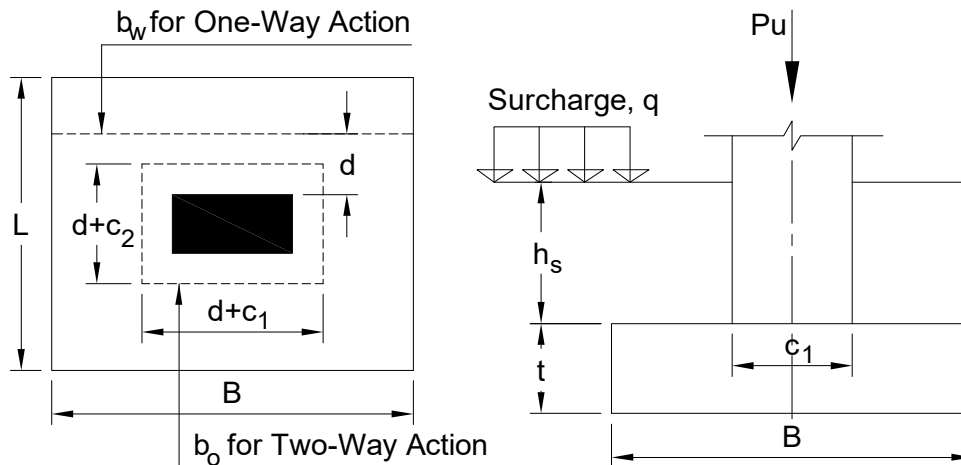 b_w for One-Way Action
L
d
d+c_2
d+c_1
B
b_o for Two-Way Action
Pu
Surcharge, q
h_s
t
c_1
B